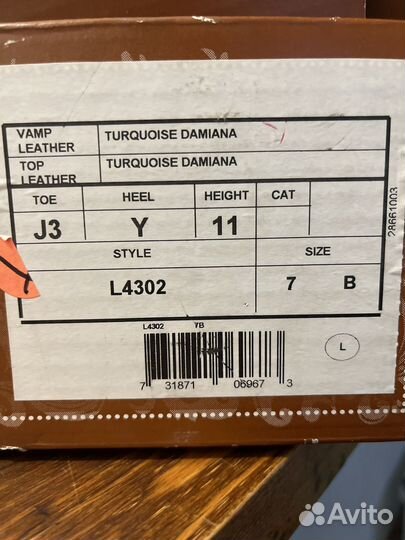 VAMP LEATHER TURQUOISE DAMIANA
TOP LEATHER TURQUOISE DAMIANA
TOE HEEL HEIGHT CAT
J3 Y 11
STYLE SIZE
L4302 7 B
28661003
L4302 7B
7 31871 06967 3
L
Avito